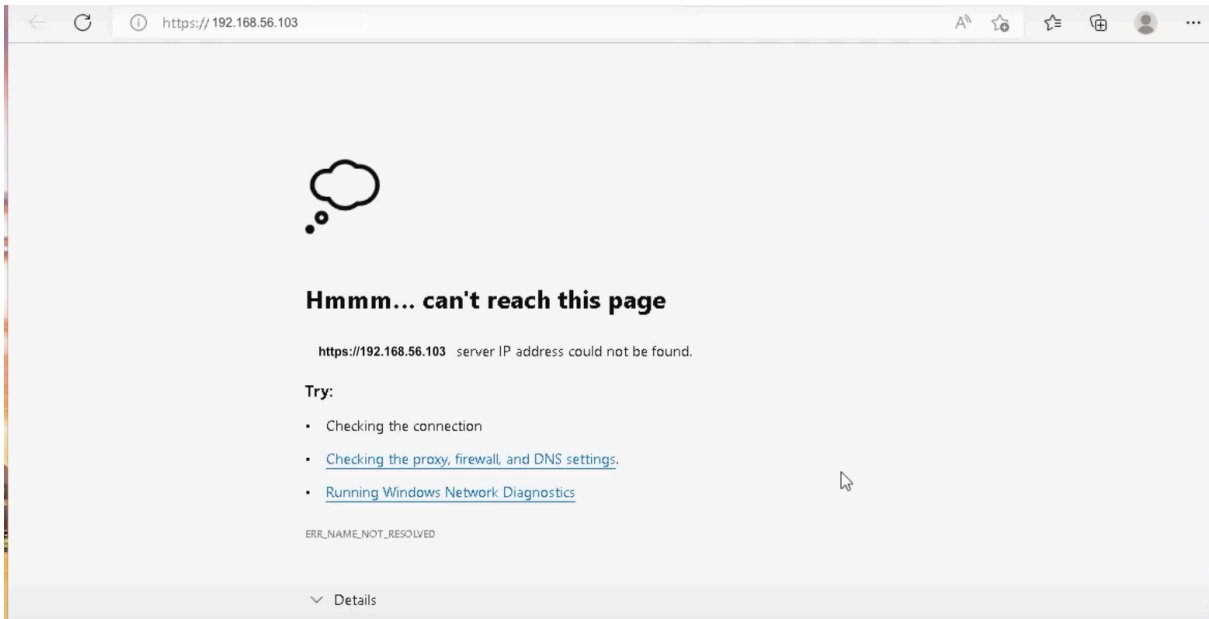 https:// 192.168.56.103
Hmmm... can't reach this page
https://192.168.56.103 server IP address could not be found.
Try:
• Checking the connection
• Checking the proxy, firewall, and DNS settings.
• Running Windows Network Diagnostics
ERR_NAME_NOT_RESOLVED
Details